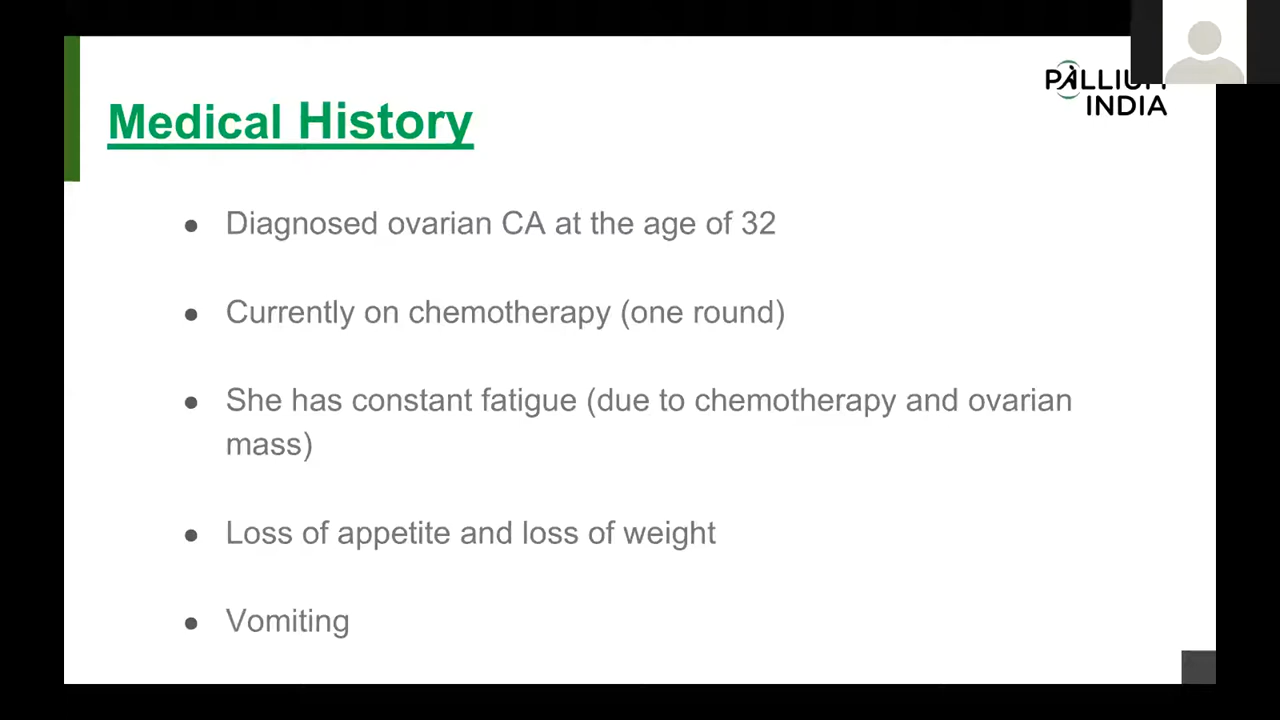 PALLIUM
INDIA
Medical History
● Diagnosed ovarian CA at the age of 32
● Currently on chemotherapy (one round)
● She has constant fatigue (due to chemotherapy and ovarian
mass)
● Loss of appetite and loss of weight
● Vomiting